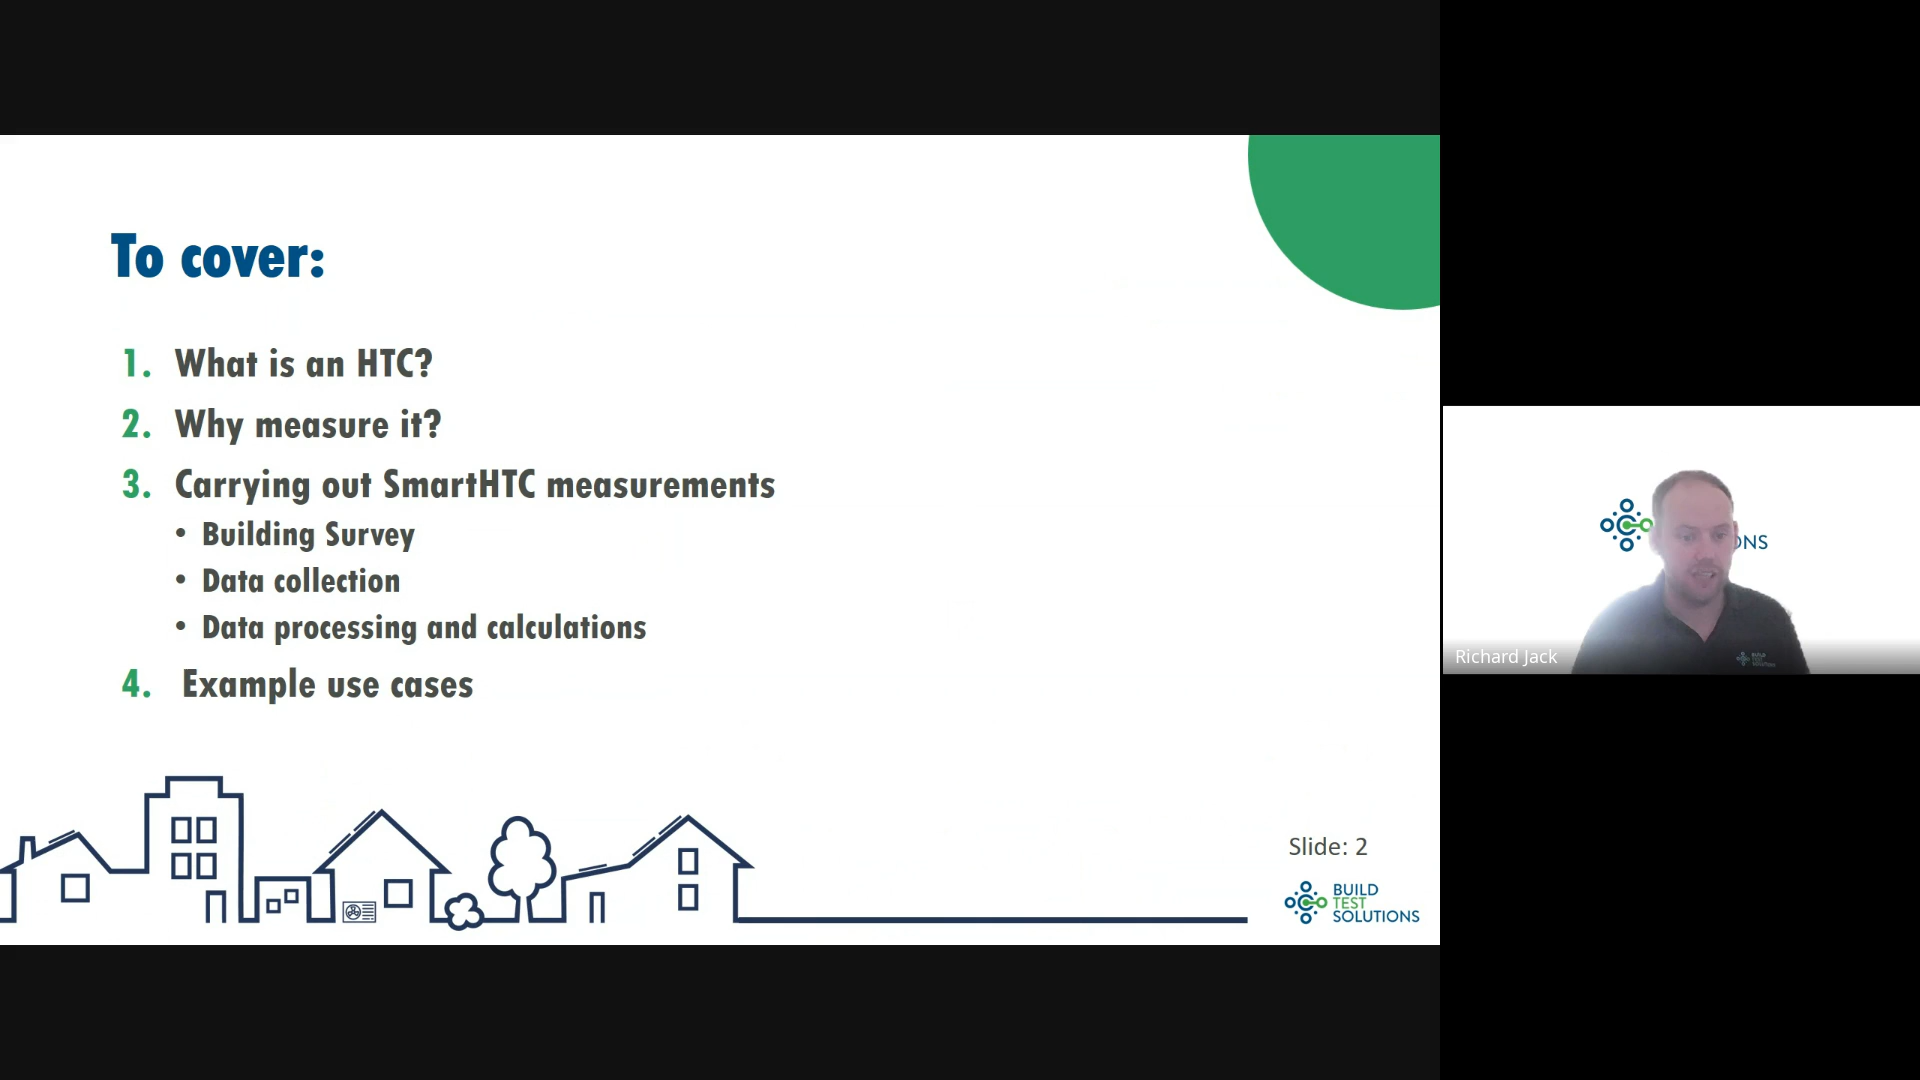 To cover:
1. What is an HTC?
2. Why measure it?
3. Carrying out SmartHTC measurements
• Building Survey
• Data collection
• Data processing and calculations
4. Example use cases
Slide: 2
BUILD
TEST
SOLUTIONS
ONS
Richard Jack